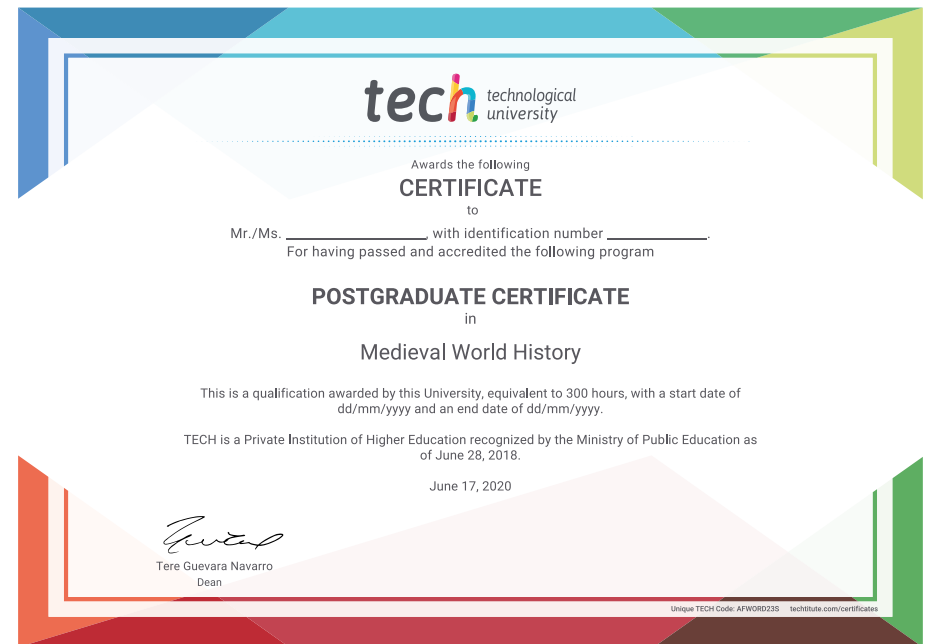 tech technological
university
Awards the following
CERTIFICATE
to
Mr./Ms. ____________________, with identification number ______________.
For having passed and accredited the following program
POSTGRADUATE CERTIFICATE
in
Medieval World History
This is a qualification awarded by this University, equivalent to 300 hours, with a start date of
dd/mm/yyyy and an end date of dd/mm/yyyy.
TECH is a Private Institution of Higher Education recognized by the Ministry of Public Education as
of June 28, 2018.
June 17, 2020
Tere Guevara Navarro
Dean
Unique TECH Code: AFWORD23S techtitute.com/certificates